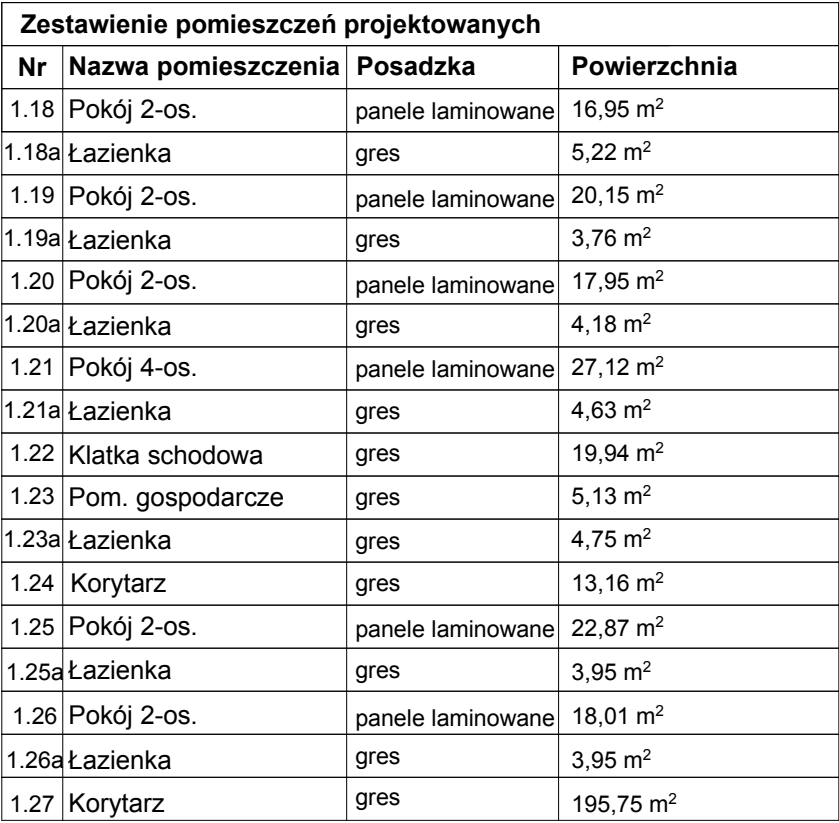 Zestawienie pomieszczeń projektowanych
Nr Nazwa pomieszczenia Posadzka Powierzchnia
1.18 Pokój 2-os. panele laminowane 16,95 m²
1.18a Łazienka gres 5,22 m²
1.19 Pokój 2-os. panele laminowane 20,15 m²
1.19a Łazienka gres 3,76 m²
1.20 Pokój 2-os. panele laminowane 17,95 m²
1.20a Łazienka gres 4,18 m²
1.21 Pokój 4-os. panele laminowane 27,12 m²
1.21a Łazienka gres 4,63 m²
1.22 Klatka schodowa gres 19,94 m²
1.23 Pom. gospodarcze gres 5,13 m²
1.23a Łazienka gres 4,75 m²
1.24 Korytarz gres 13,16 m²
1.25 Pokój 2-os. panele laminowane 22,87 m²
1.25a Łazienka gres 3,95 m²
1.26 Pokój 2-os. panele laminowane 18,01 m²
1.26a Łazienka gres 3,95 m²
1.27 Korytarz gres 195,75 m²